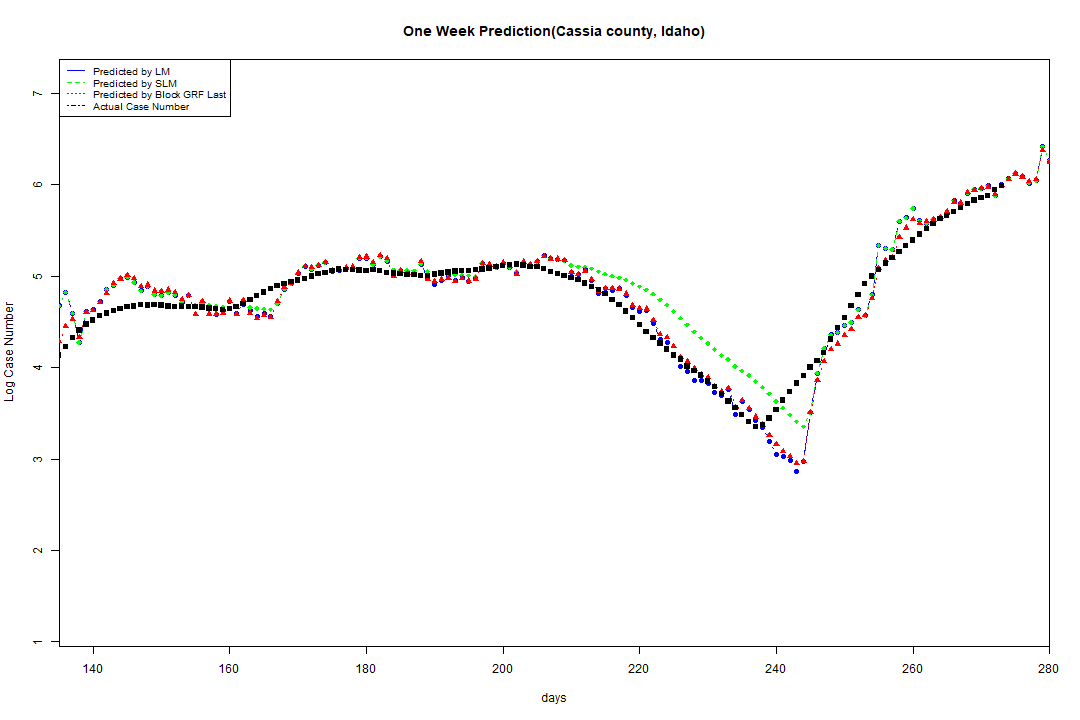 One Week Prediction(Cassia county, Idaho)
Predicted by LM
Predicted by SLM
Predicted by Block GRF Last
Actual Case Number
7
6
5
4
3
2
1
Log Case Number
140 160 180 200 220 240 260 280
days